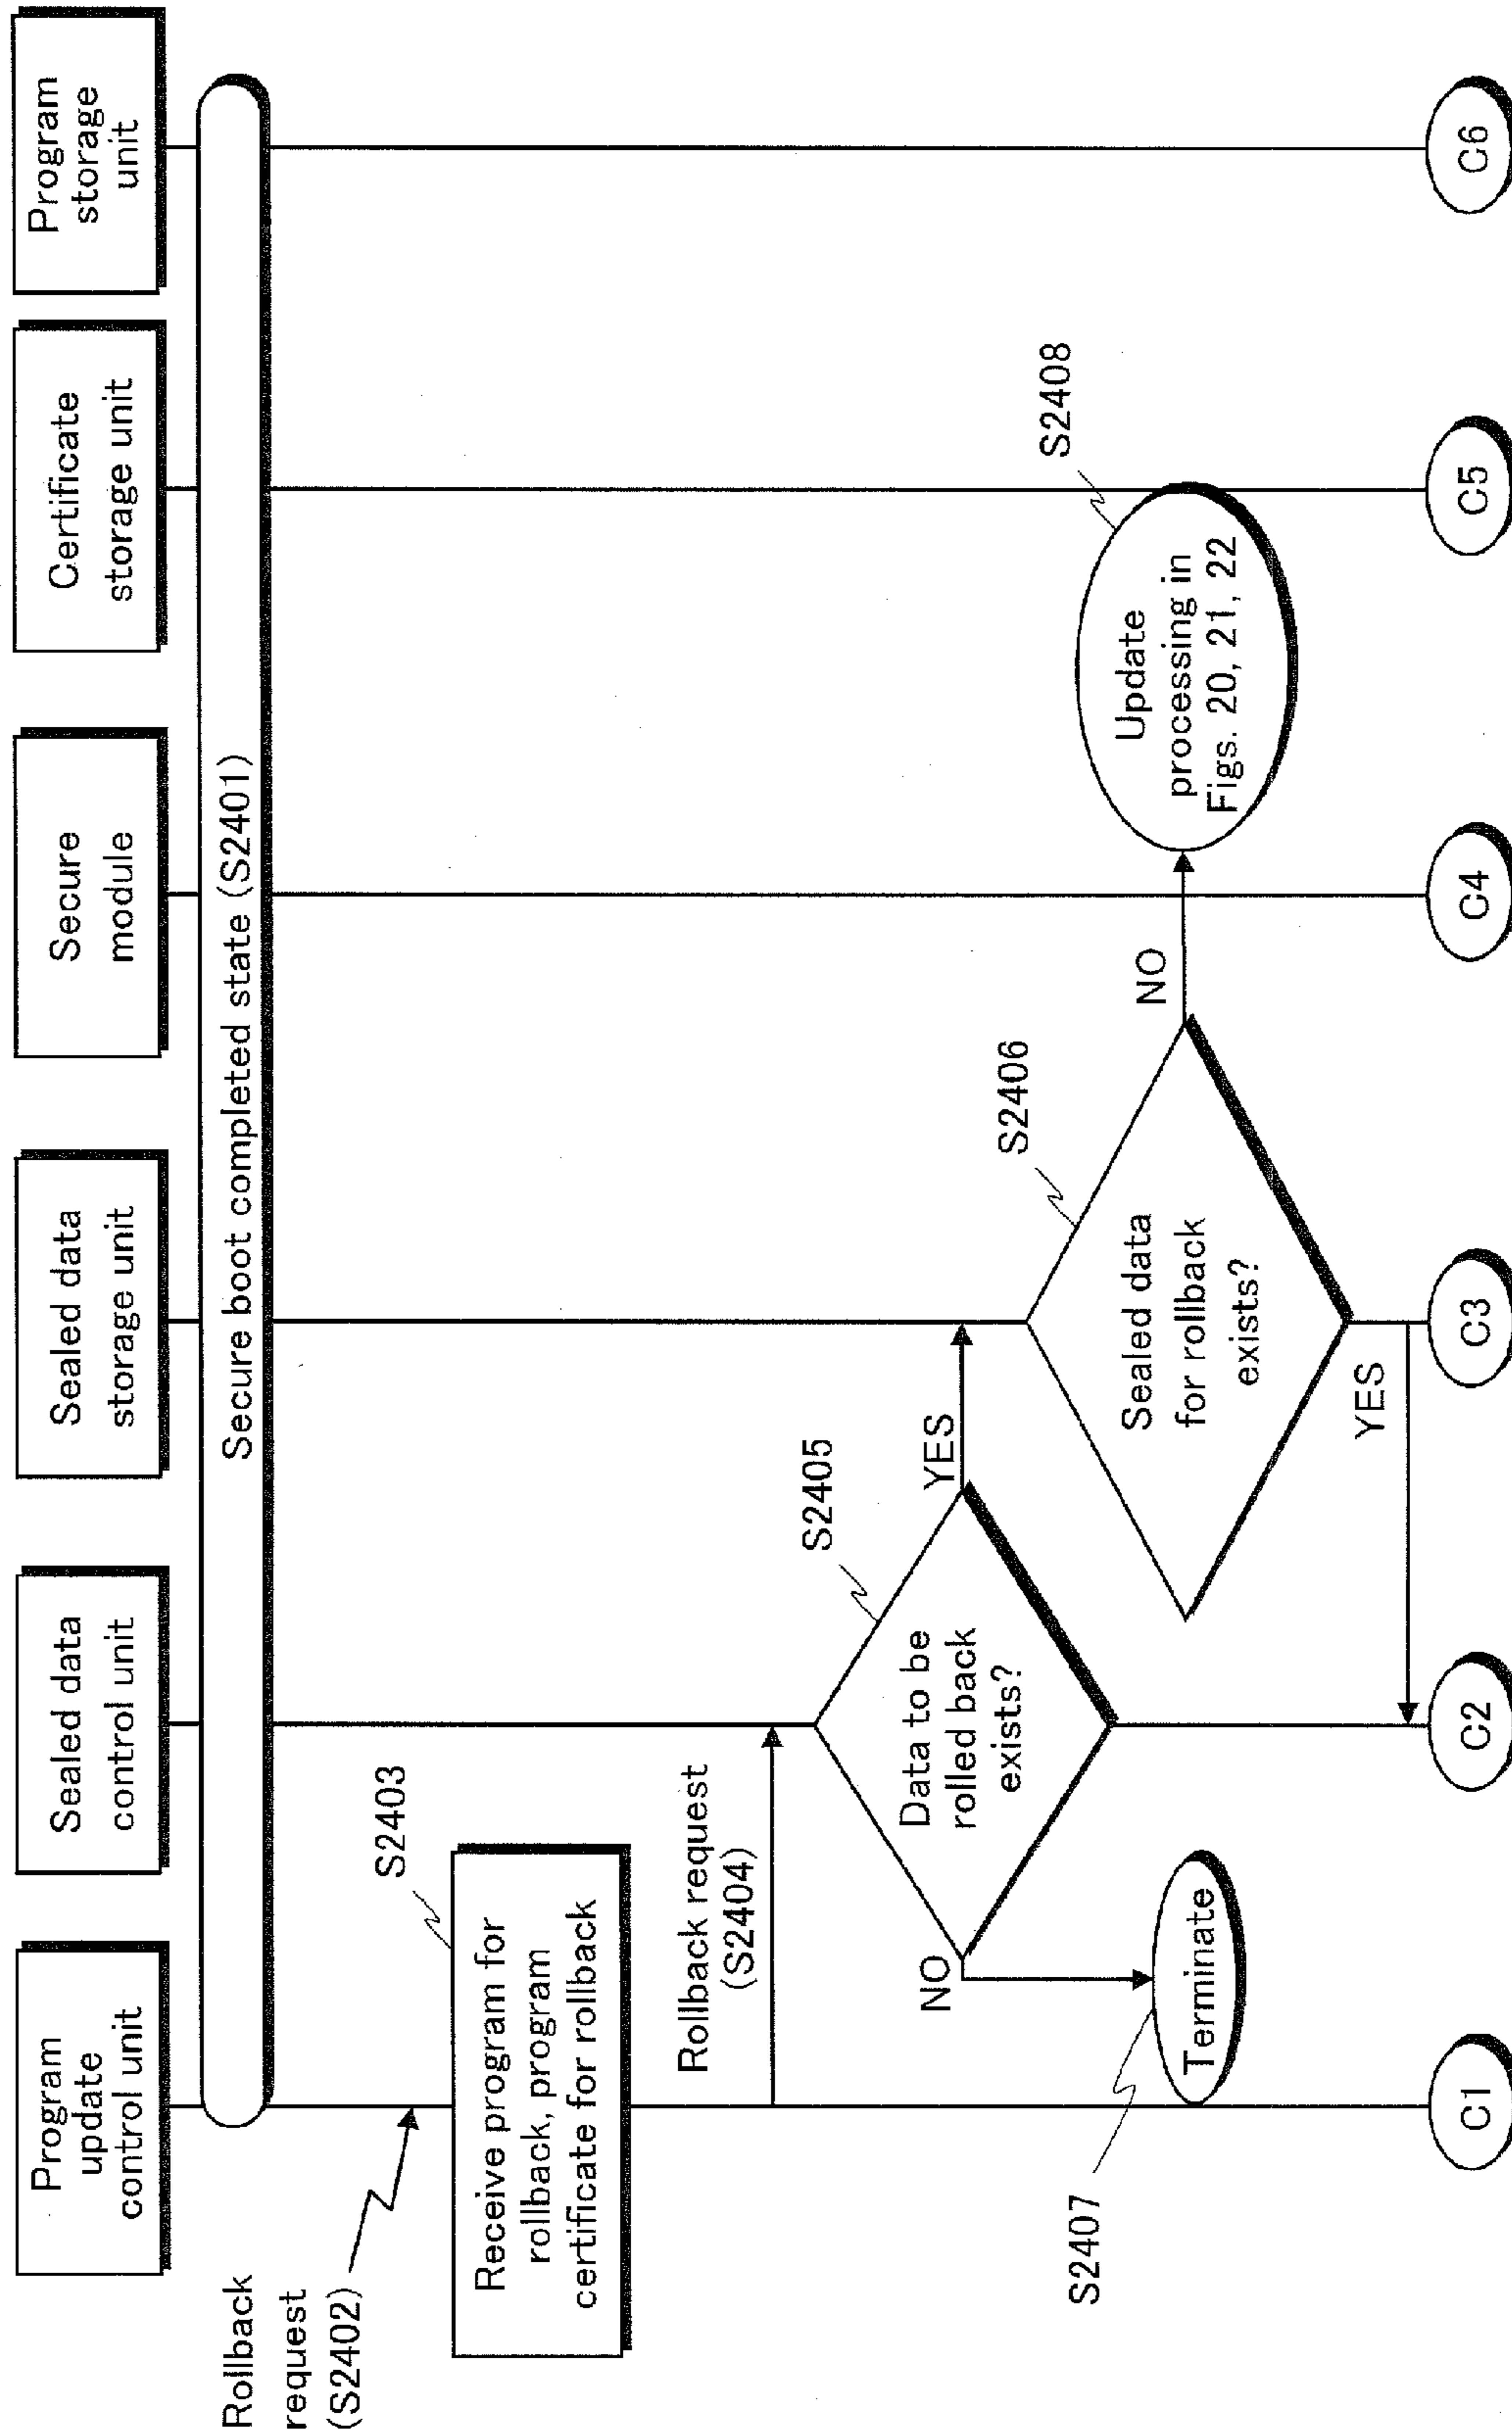 Program
update
control unit
Sealed data
control unit
Sealed data
storage unit
Secure
module
Certificate
storage unit
Program
storage
unit
Secure boot completed state (S2401)
Rollback
request
(S2402)
S2403
Receive program for
rollback, program
certificate for rollback
Rollback request
(S2404)
S2405
Data to be
rolled back
exists?
NO
YES
S2406
Sealed data
for rollback
exists?
NO
YES
S2407
Terminate
S2408
Update
processing in
Figs. 20, 21, 22
C1
C2
C3
C4
C5
C6